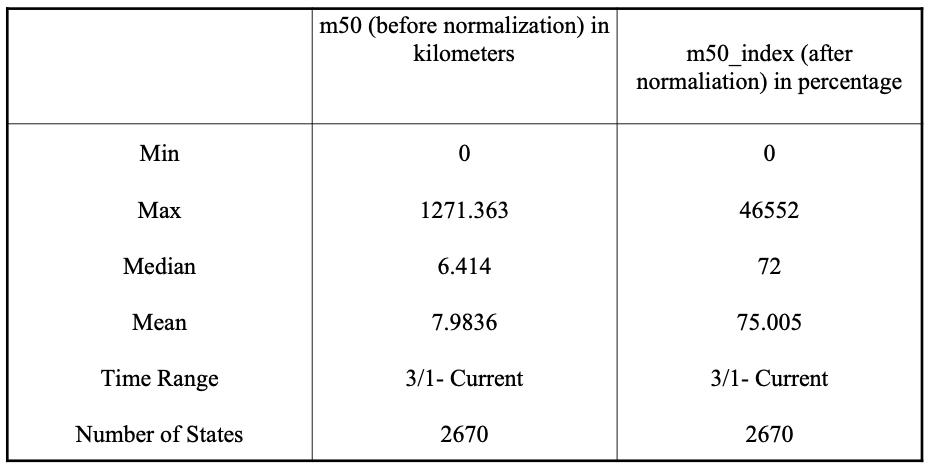 m50 (before normalization) in
kilometers
m50_index (after
normaliation) in percentage
Min 0 0
Max 1271.363 46552
Median 6.414 72
Mean 7.9836 75.005
Time Range 3/1- Current 3/1- Current
Number of States 2670 2670